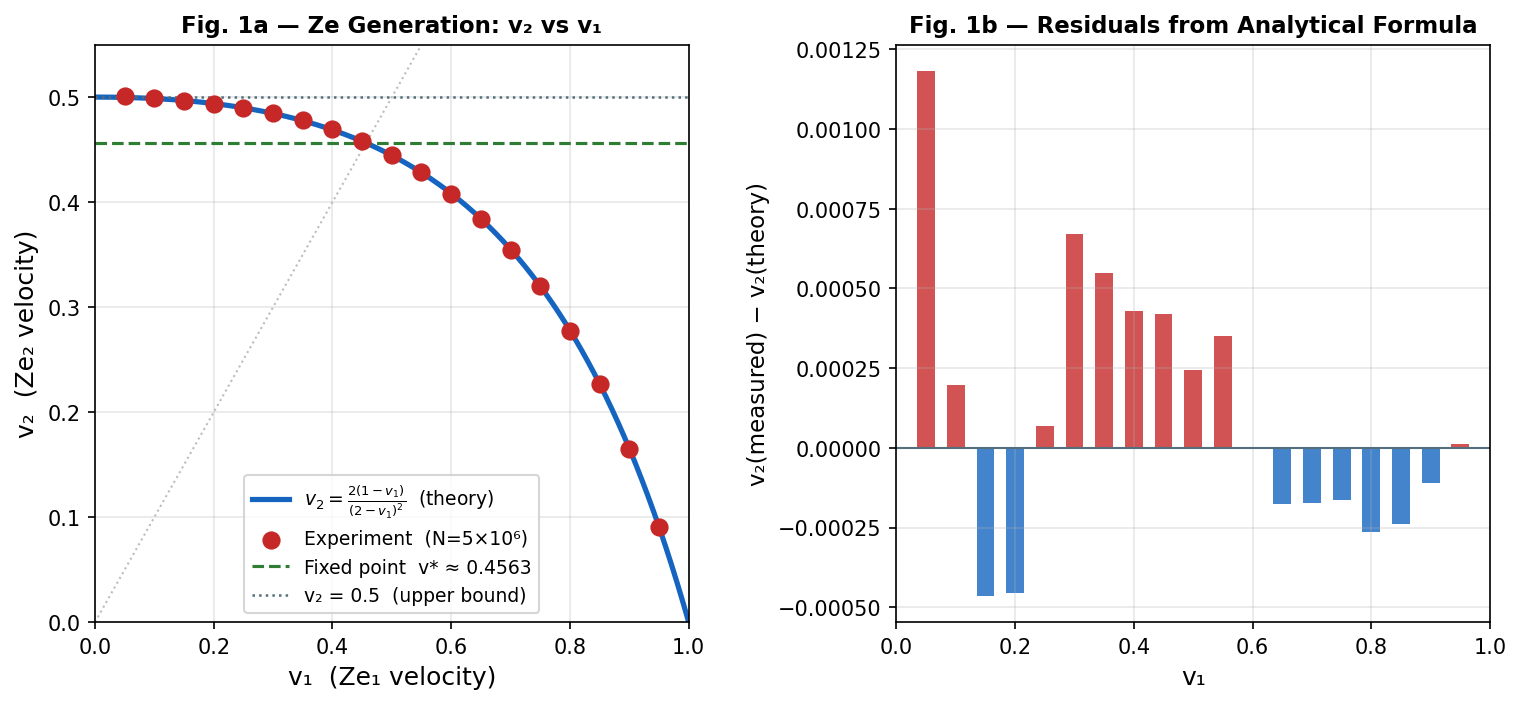 Fig. 1a — Ze Generation: v₂ vs v₁
0.5
0.4
0.3
0.2
0.1
0.0
v₂ (Ze₂ velocity)
v₂ = 2(1−v₁)/(2−v₁)² (theory)
Experiment (N=5×10⁶)
Fixed point v* ≈ 0.4563
v₂ = 0.5 (upper bound)
0.0 0.2 0.4 0.6 0.8 1.0
v₁ (Ze₁ velocity)
Fig. 1b — Residuals from Analytical Formula
0.00125
0.00100
0.00075
0.00050
0.00025
0.00000
−0.00025
−0.00050
v₂(measured) − v₂(theory)
0.0 0.2 0.4 0.6 0.8 1.0
v₁